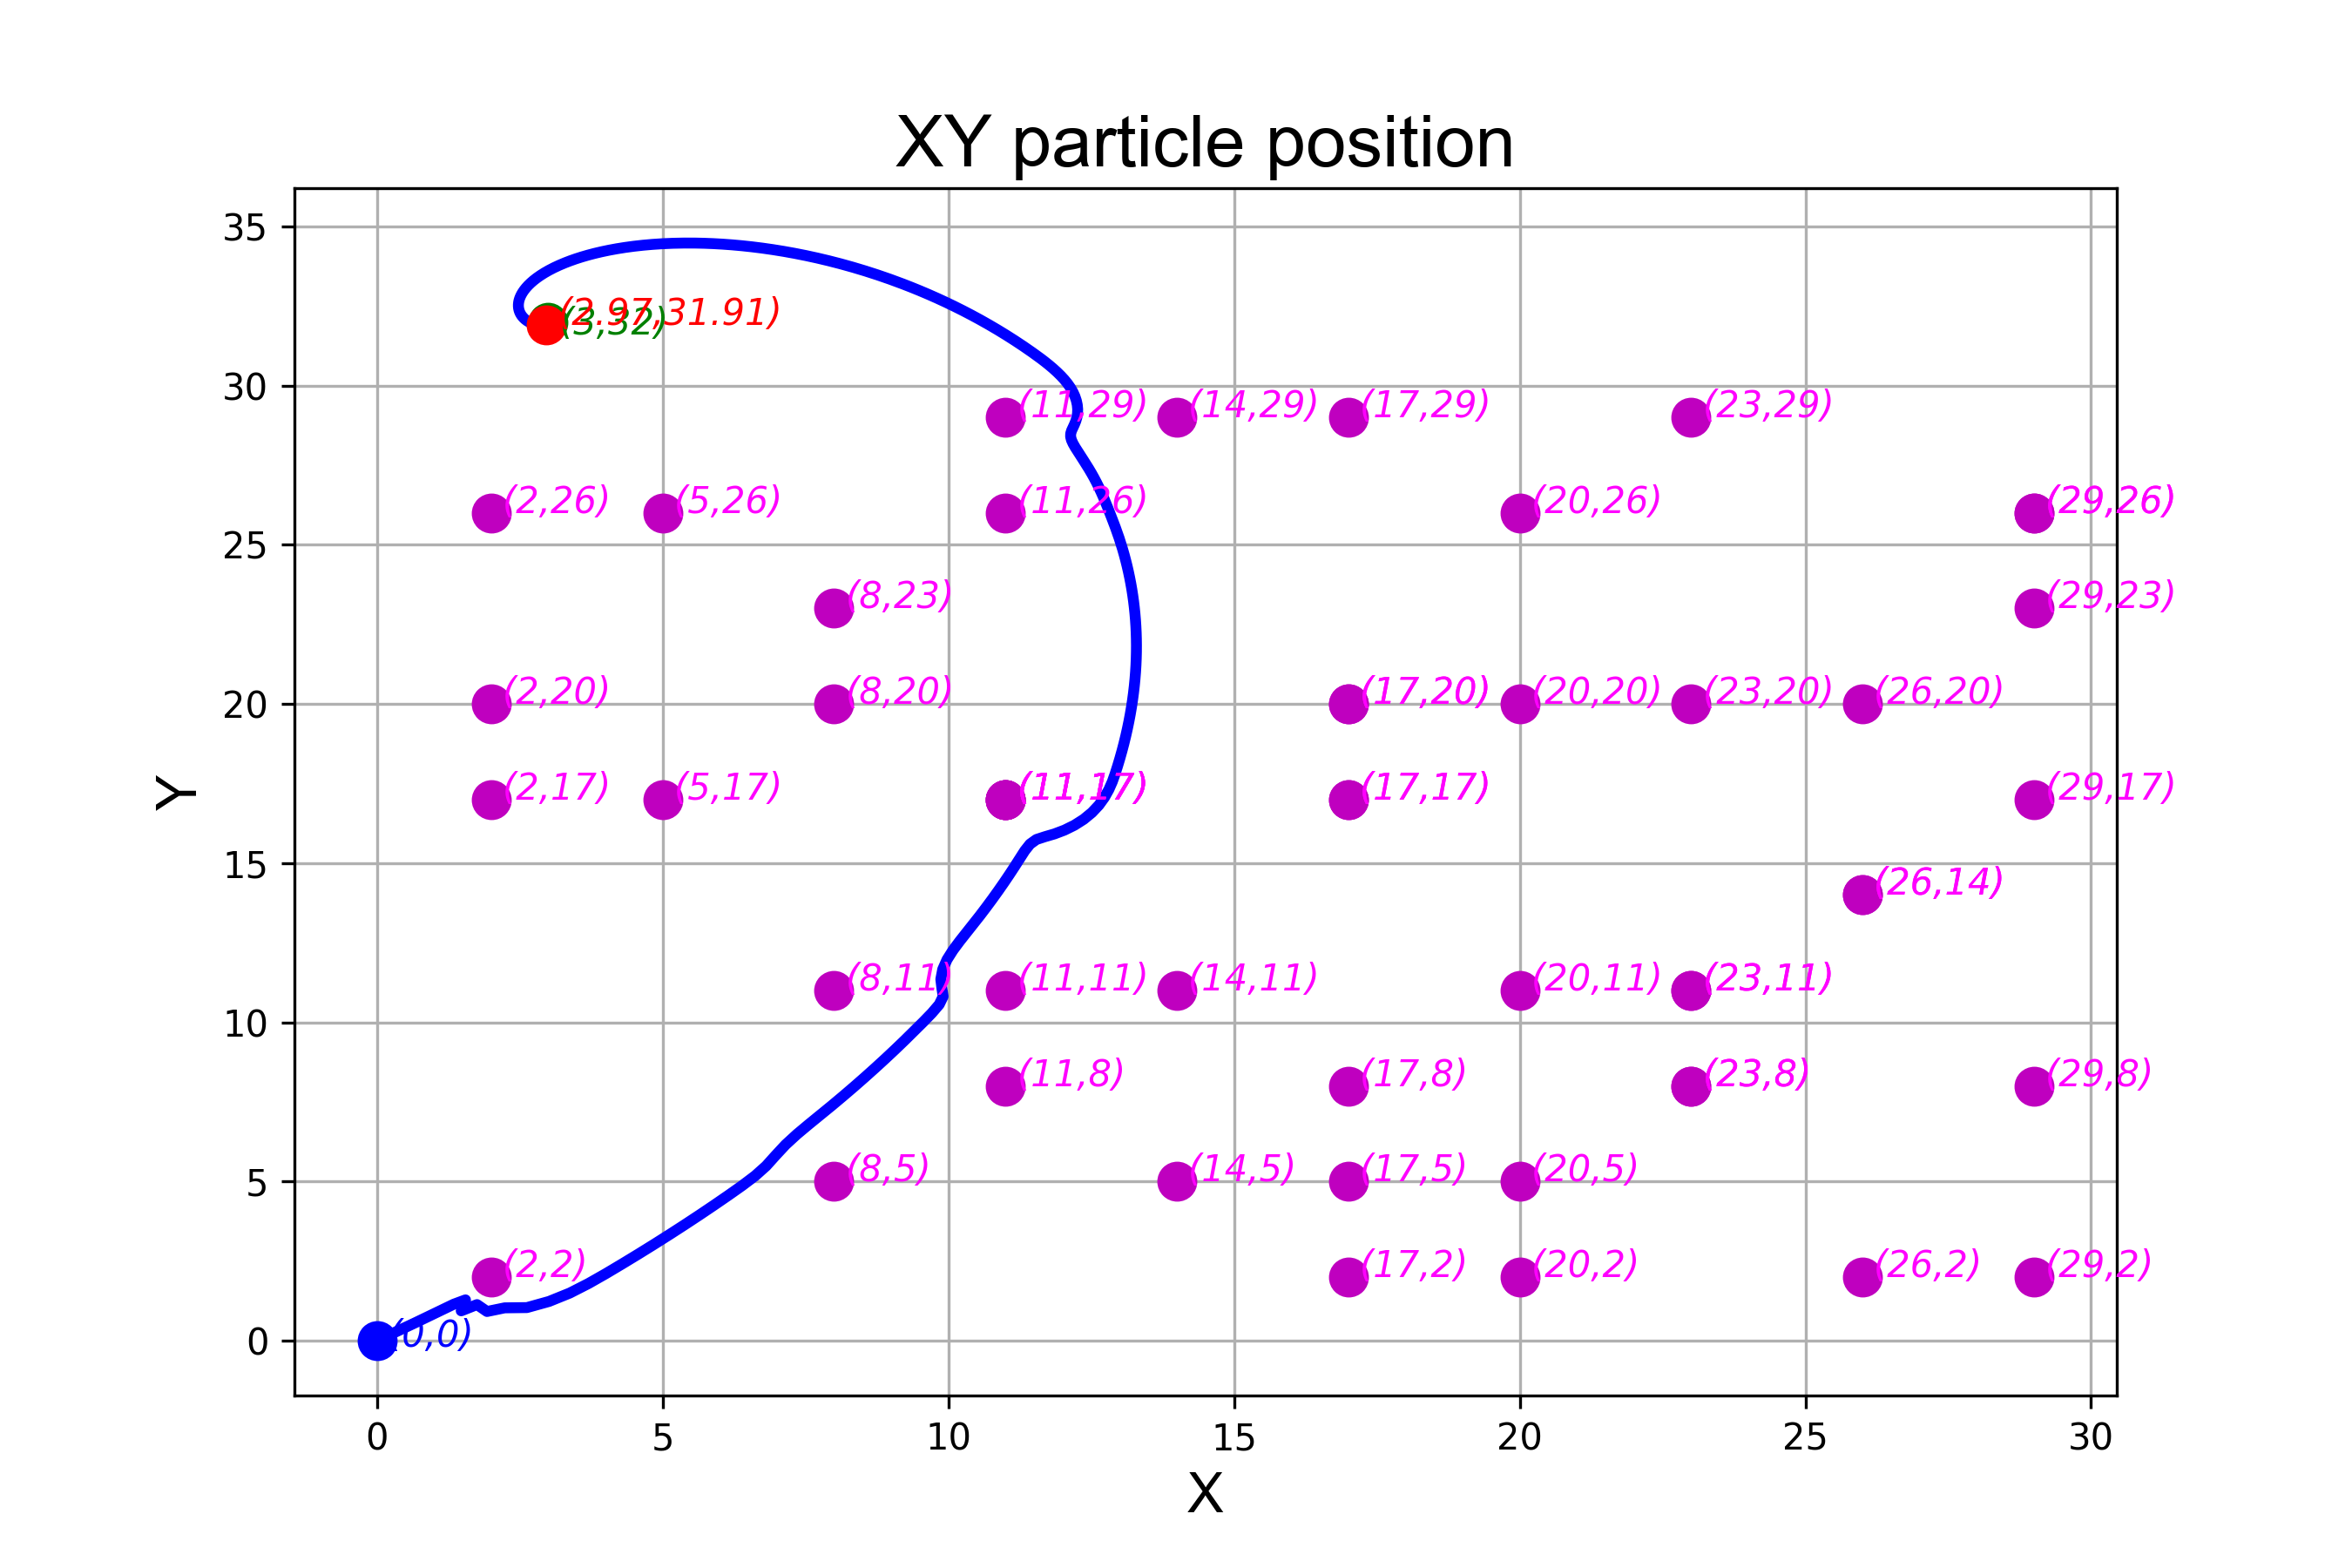 XY particle position
35
(2.97,31.91)
(3,32)
30
(11,29) (14,29) (17,29) (23,29)
(2,26) (5,26) (11,26) (20,26) (29,26)
25
(8,23) (29,23)
(2,20) (8,20) (17,20) (20,20) (23,20) (26,20)
20
(2,17) (5,17) (11,17) (17,17) (29,17)
Y
15
(26,14)
(8,11) (11,11) (14,11) (20,11) (23,11)
10
(11,8) (17,8) (23,8) (29,8)
(8,5) (14,5) (17,5) (20,5)
5
(2,2) (17,2) (20,2) (26,2) (29,2)
0
(0,0)
0 5 10 15 20 25 30
X